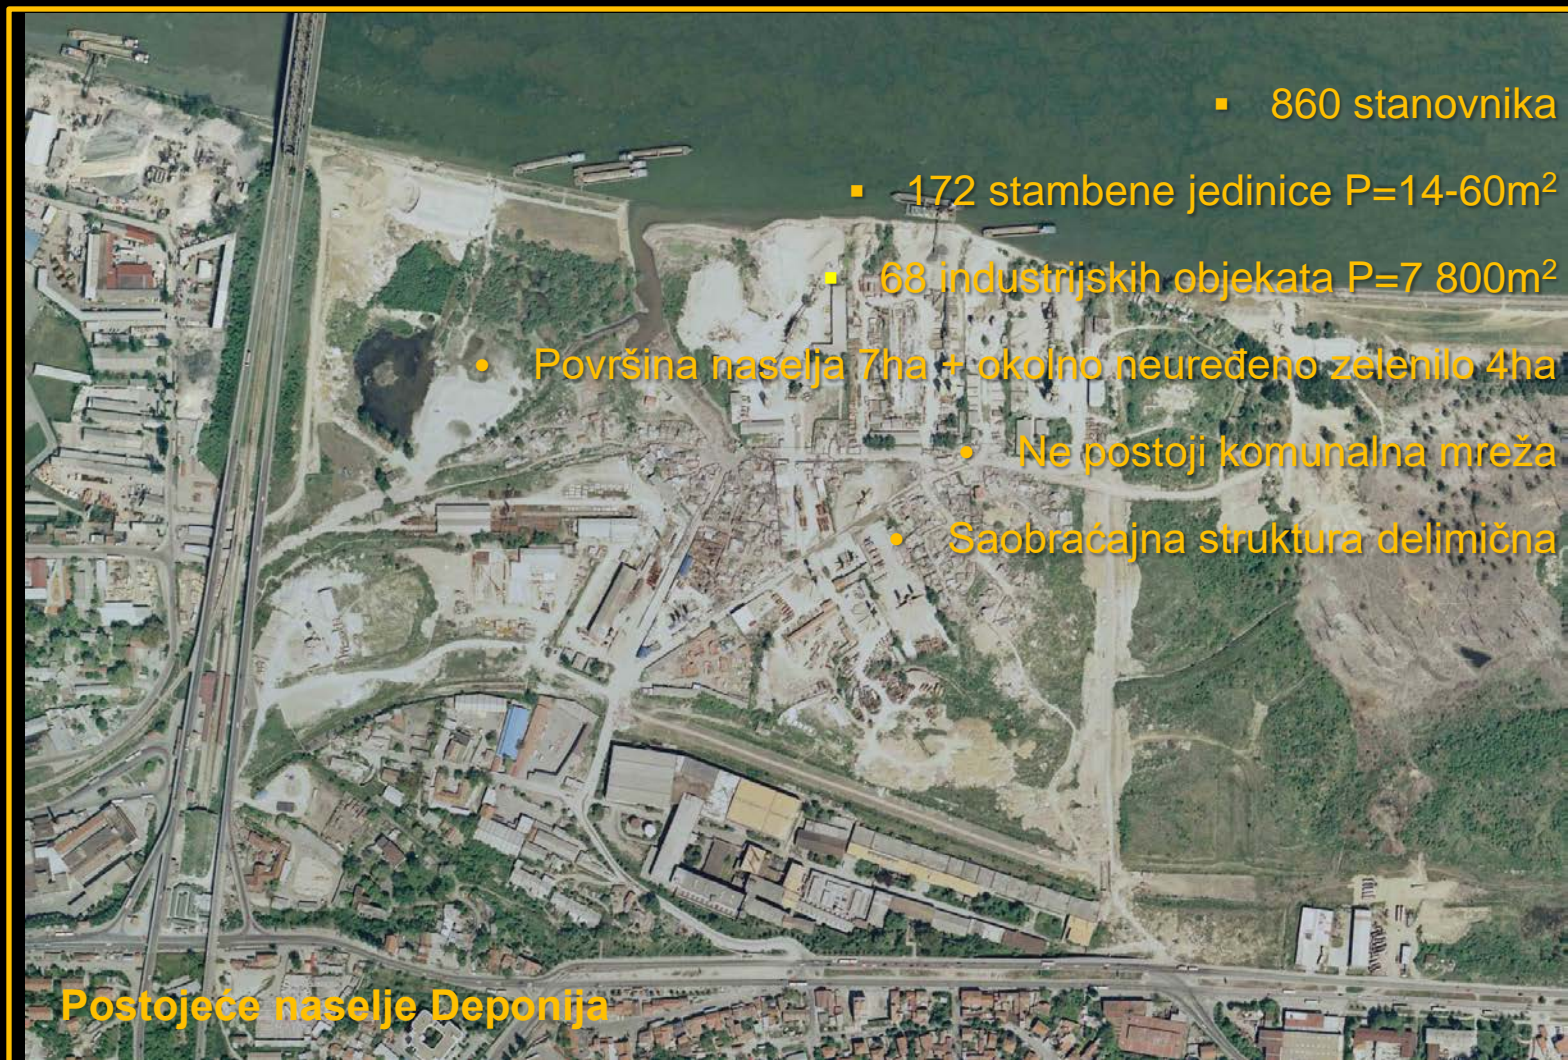 ▪ 860 stanovnika
▪ 172 stambene jedinice P=14-60m²
▪ 68 industrijskih objekata P=7 800m²
• Površina naselja 7ha + okolno neuređeno zelenilo 4ha
• Ne postoji komunalna mreža
• Saobraćajna struktura delimična
Postojeće naselje Deponija